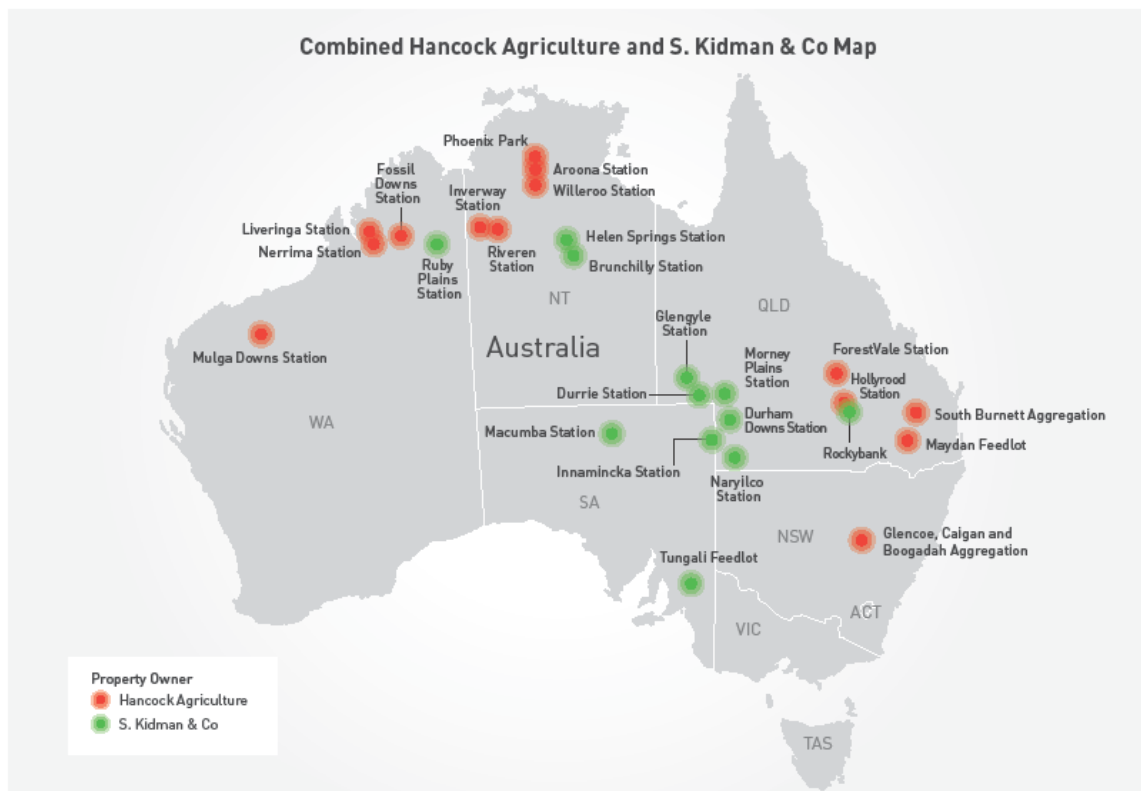 Combined Hancock Agriculture and S. Kidman & Co Map
Phoenix Park
Aroona Station
Willeroo Station
Fossil
Downs
Station
Inverway
Station
Liveringa Station
Nerrima Station
Ruby
Plains
Station
Riveren
Station
Helen Springs Station
Brunchilly Station
NT
QLD
Glengyle
Station
Mulga Downs Station
Australia
Morney
Plains
Station
ForestVale Station
Hollyrood
Station
Durrie Station
South Burnett Aggregation
Durham
Downs Station
WA
Macumba Station
Maydan Feedlot
Rockybank
Innamincka Station
Naryilco
Station
SA
NSW
Glencoe, Caigan and
Boogadah Aggregation
Tungali Feedlot
ACT
VIC
TAS
Property Owner
Hancock Agriculture
S. Kidman & Co